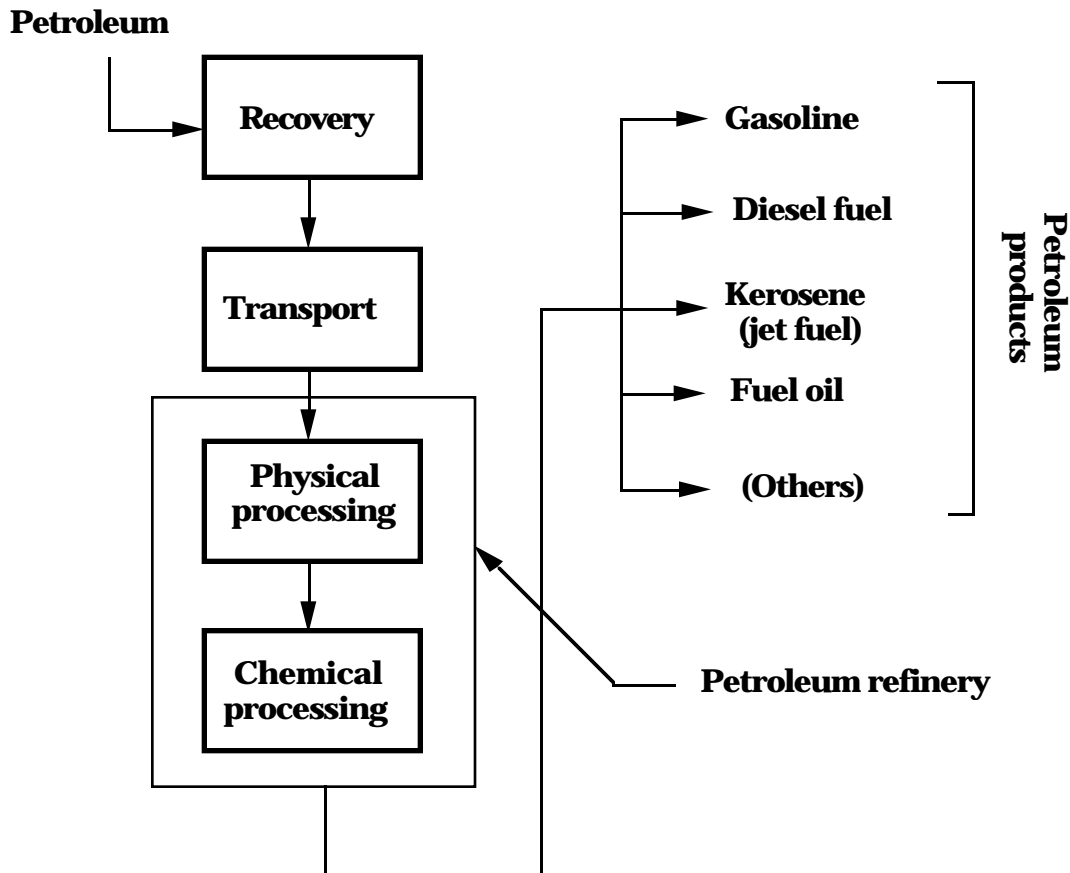 Petroleum
Recovery
Transport
Physical
processing
Chemical
processing
Gasoline
Diesel fuel
Kerosene
(jet fuel)
Fuel oil
(Others)
Petroleum
products
Petroleum refinery